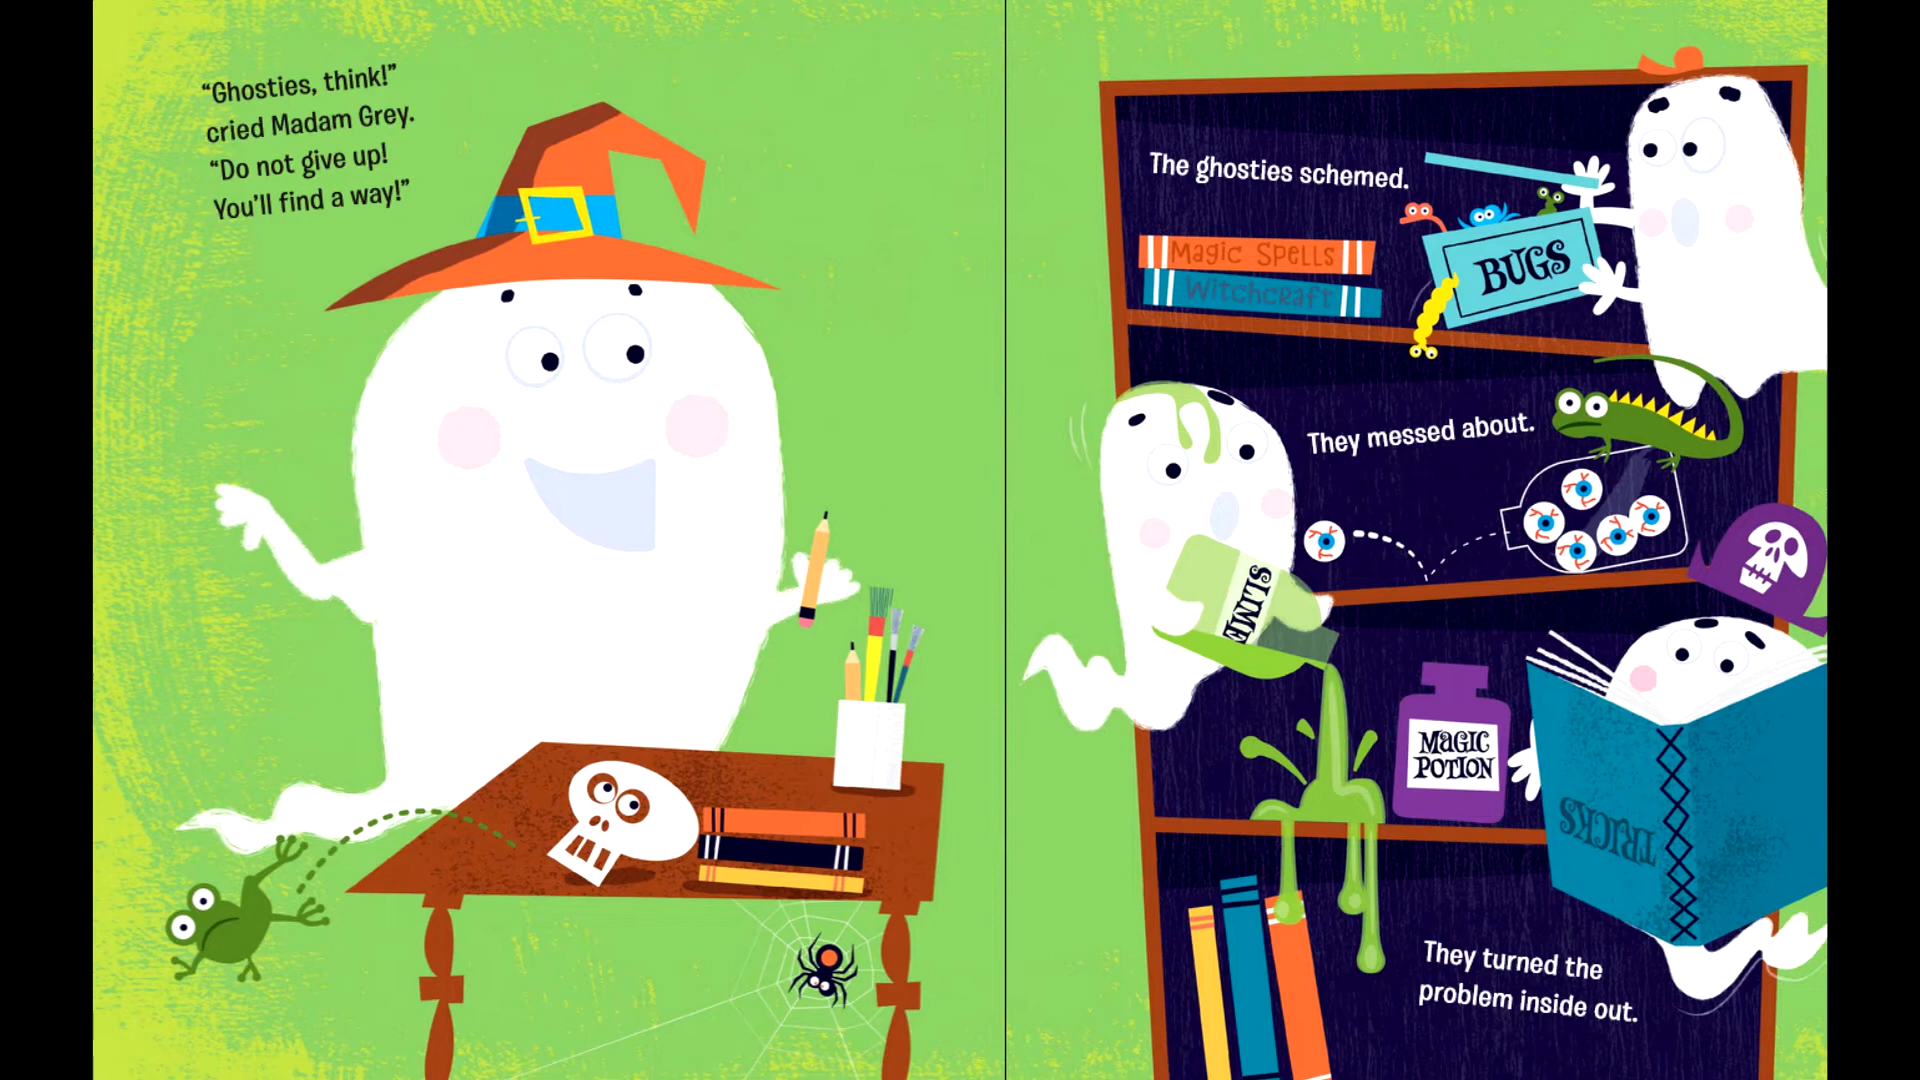 “Ghosties, think!”
cried Madam Grey.
“Do not give up!
You’ll find a way!”
The ghosties schemed.
Magic Spells
Witchcraft
BUGS
They messed about.
SLIME
MAGIC
POTION
TRICKS
They turned the
problem inside out.